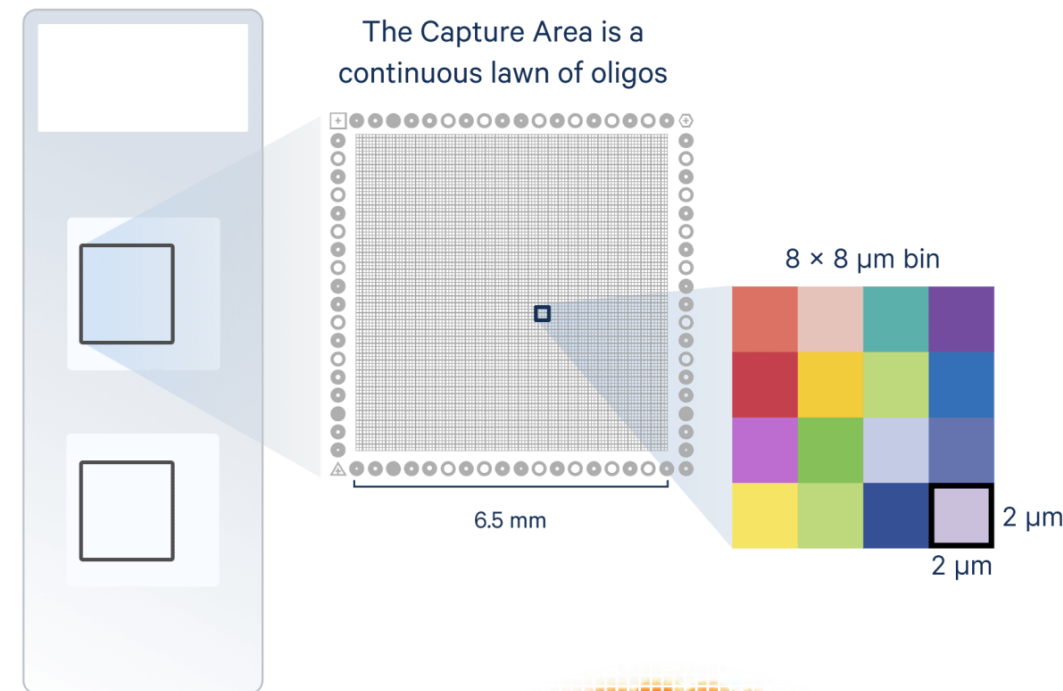 The Capture Area is a
continuous lawn of oligos
8 × 8 µm bin
6.5 mm
2 µm
2 µm